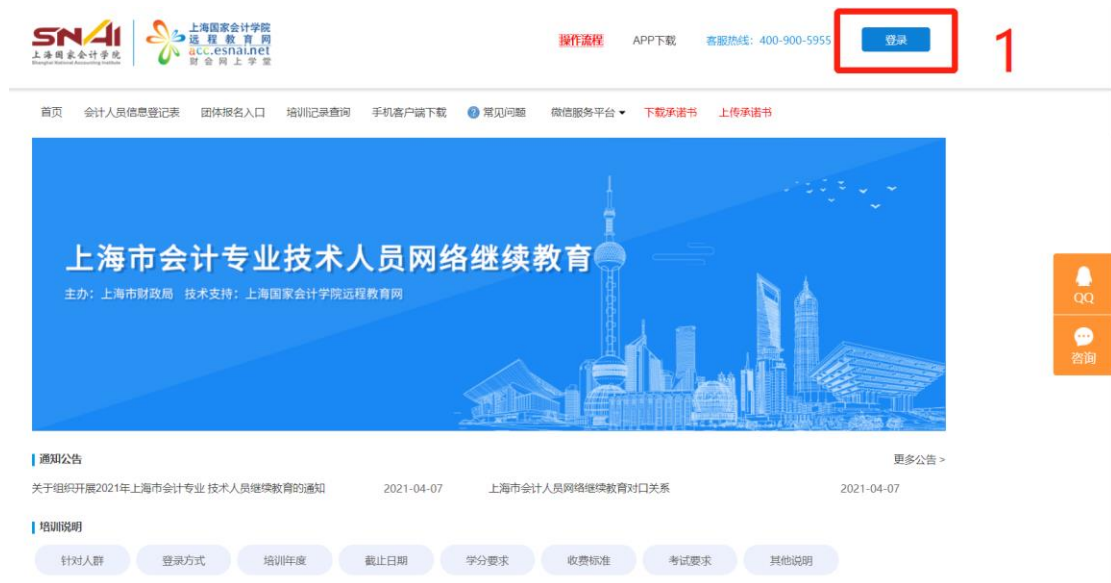 SNAI
上海国家会计学院
Shanghai National Accounting Institute
上海国家会计学院
远程教育网
acc.esnai.net
财会网上学堂
操作流程 APP下载 客服热线：400-900-5955 登录 1
首页 会计人员信息登记表 团体报名入口 培训记录查询 手机客户端下载 ? 常见问题 微信服务平台 下载承诺书 上传承诺书
上海市会计专业技术人员网络继续教育
主办：上海市财政局 技术支持：上海国家会计学院远程教育网
QQ
咨询
通知公告 更多公告 >
关于组织开展2021年上海市会计专业 技术人员继续教育的通知 2021-04-07 上海市会计人员网络继续教育对口关系 2021-04-07
培训说明
针对人群 登录方式 培训年度 截止日期 学分要求 收费标准 考试要求 其他说明